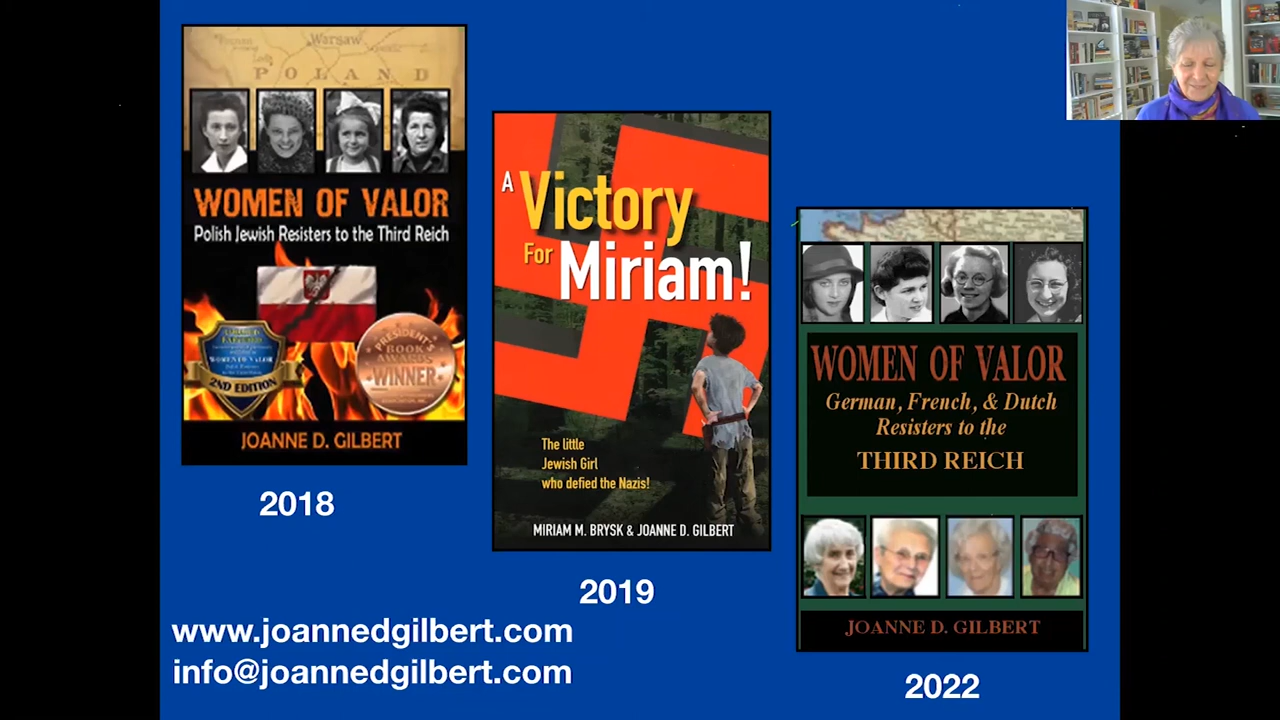 Warsaw
POLAND
WOMEN OF VALOR
Polish Jewish Resisters to the Third Reich
WOMEN OF VALOR
2ND EDITION
PRESIDENT'S
BOOK
AWARDS
WINNER
JOANNE D. GILBERT
2018
A
Victory
For
Miriam!
The little
Jewish Girl
who defied the Nazis!
MIRIAM M. BRYSK & JOANNE D. GILBERT
2019
WOMEN OF VALOR
German, French, & Dutch
Resisters to the
THIRD REICH
JOANNE D. GILBERT
2022
www.joannedgilbert.com
info@joannedgilbert.com